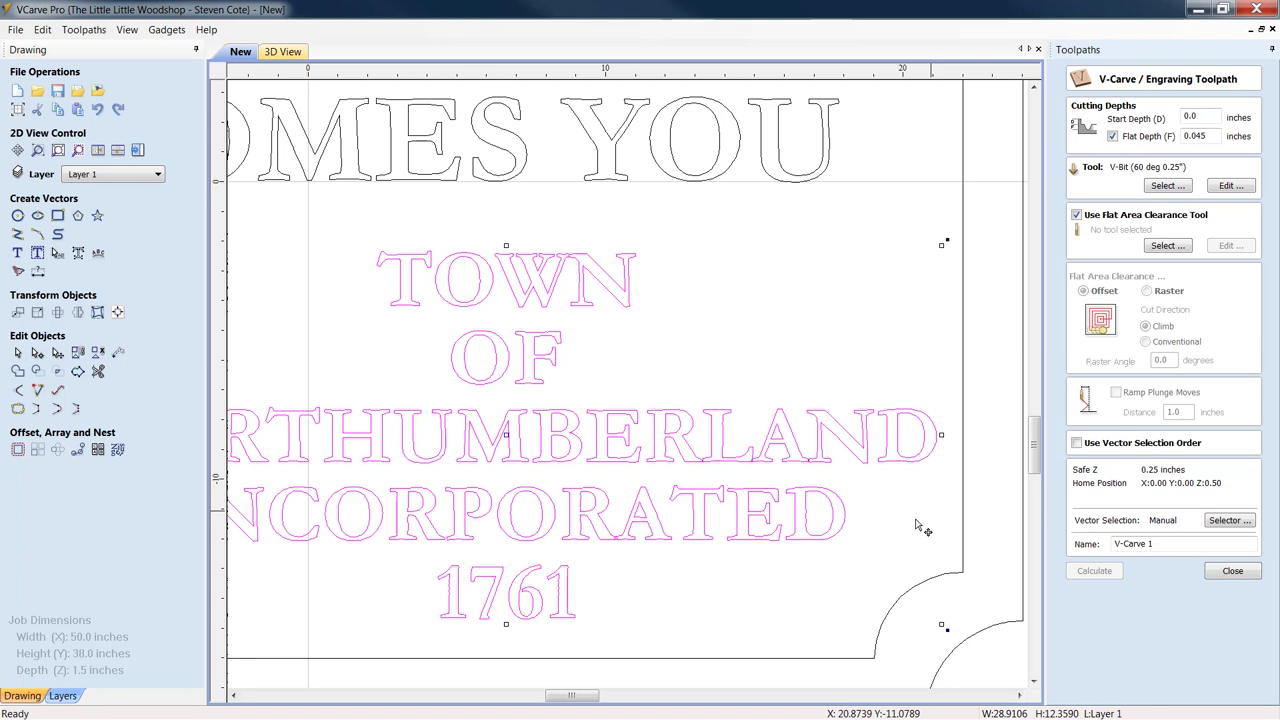 VCarve Pro {The Little Little Woodshop - Steven Cote} - [New]
File Edit Toolpaths View Gadgets Help
Drawing
File Operations
2D View Control
Layer Layer 1
Create Vectors
Transform Objects
Edit Objects
Offset, Array and Nest
Job Dimensions
Width (X): 50.0 inches
Height (Y): 38.0 inches
Depth (Z): 1.5 inches
Drawing Layers
Ready
New 3D View
0 10 20
0
-10
OMES YOU
TOWN
OF
RTHUMBERLAND
NCORPORATED
1761
Toolpaths
V-Carve / Engraving Toolpath
Cutting Depths
Start Depth (D) 0.0 inches
Flat Depth (F) 0.045 inches
Tool: V-Bit (60 deg 0.25")
Select ... Edit ...
Use Flat Area Clearance Tool
No tool selected
Select ... Edit ...
Flat Area Clearance ...
Offset Raster
Cut Direction
Climb
Conventional
Raster Angle 0.0 degrees
Ramp Plunge Moves
Distance 1.0 inches
Use Vector Selection Order
Safe Z 0.25 inches
Home Position X:0.00 Y:0.00 Z:0.50
Vector Selection: Manual Selector ...
Name: V-Carve 1
Calculate Close
X: 20.8739 Y:-11.0789 W:28.9106 H:12.3590 L:Layer 1